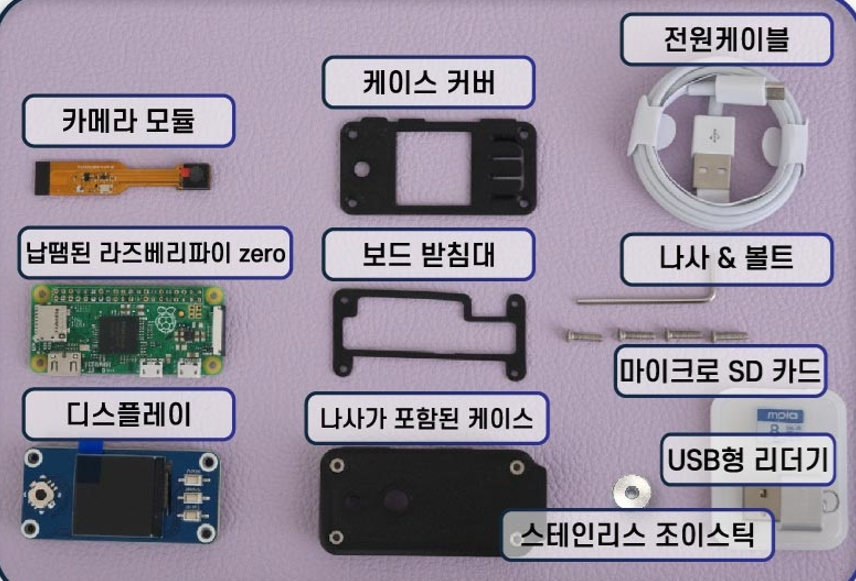 전원케이블
케이스 커버
카메라 모듈
납땜된 라즈베리파이 zero
보드 받침대
나사 & 볼트
마이크로 SD 카드
디스플레이
나사가 포함된 케이스
mpio
8
USB형 리더기
스테인리스 조이스틱